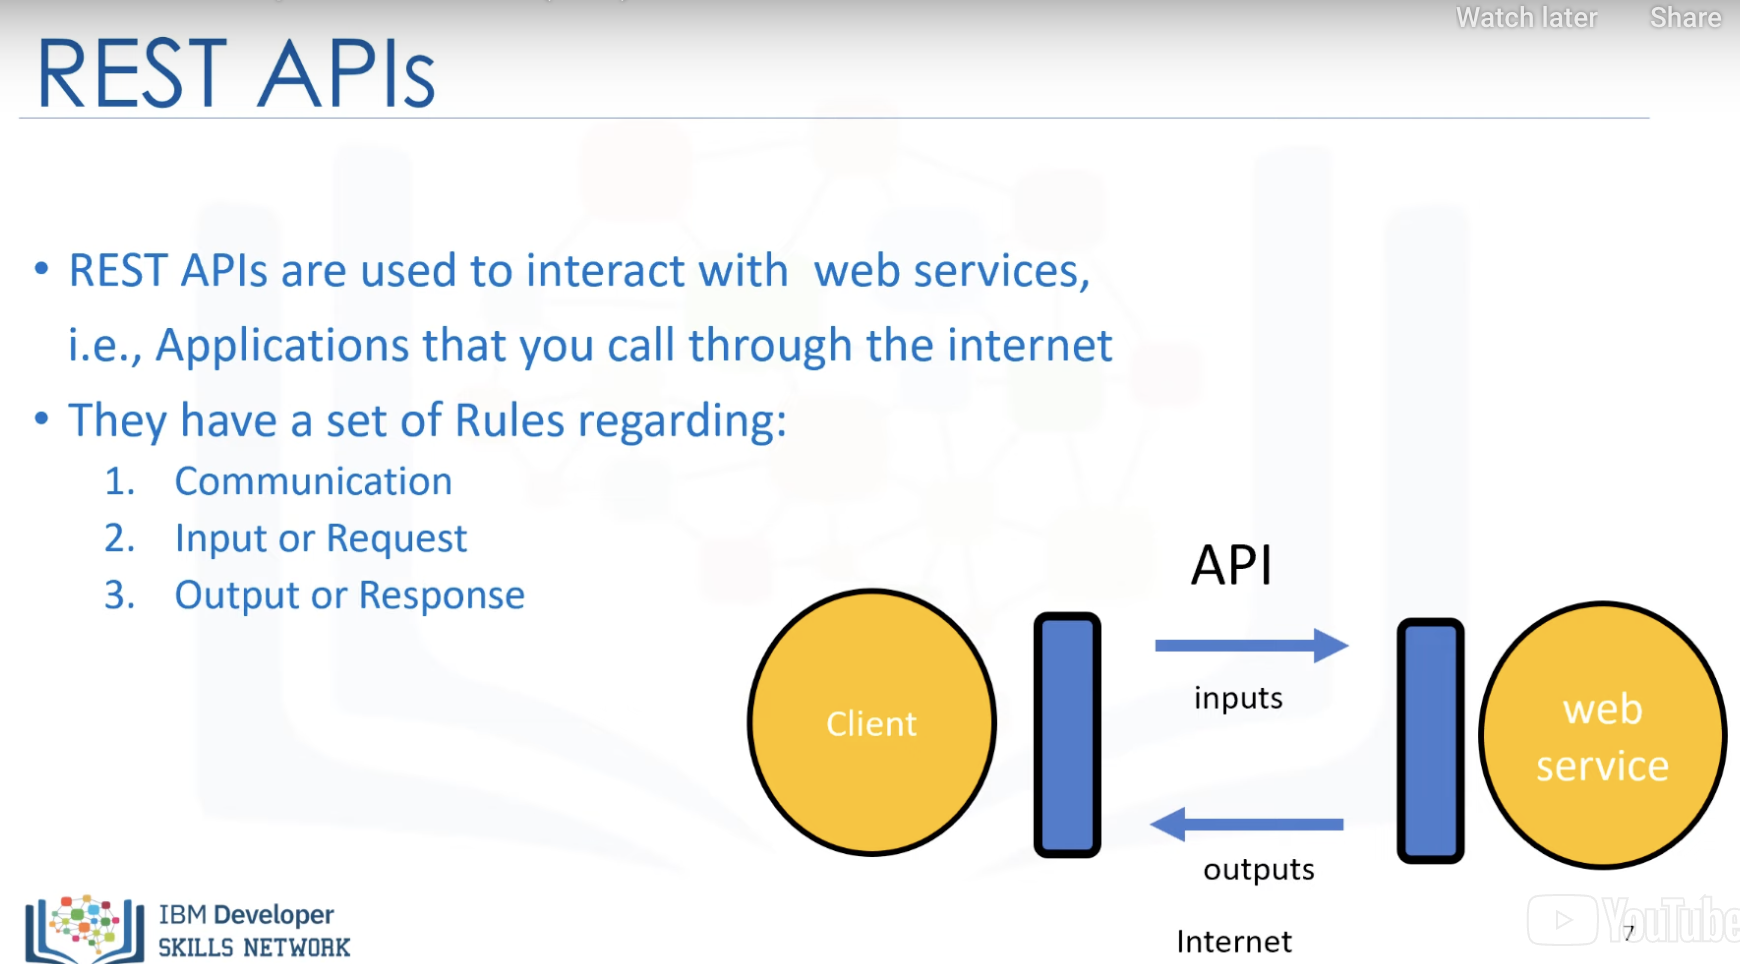 Watch later Share
REST APIs
• REST APIs are used to interact with web services,
i.e., Applications that you call through the internet
• They have a set of Rules regarding:
1. Communication
2. Input or Request
3. Output or Response
API
Client
inputs
web
service
outputs
Internet
IBM Developer
SKILLS NETWORK
YouTube
7